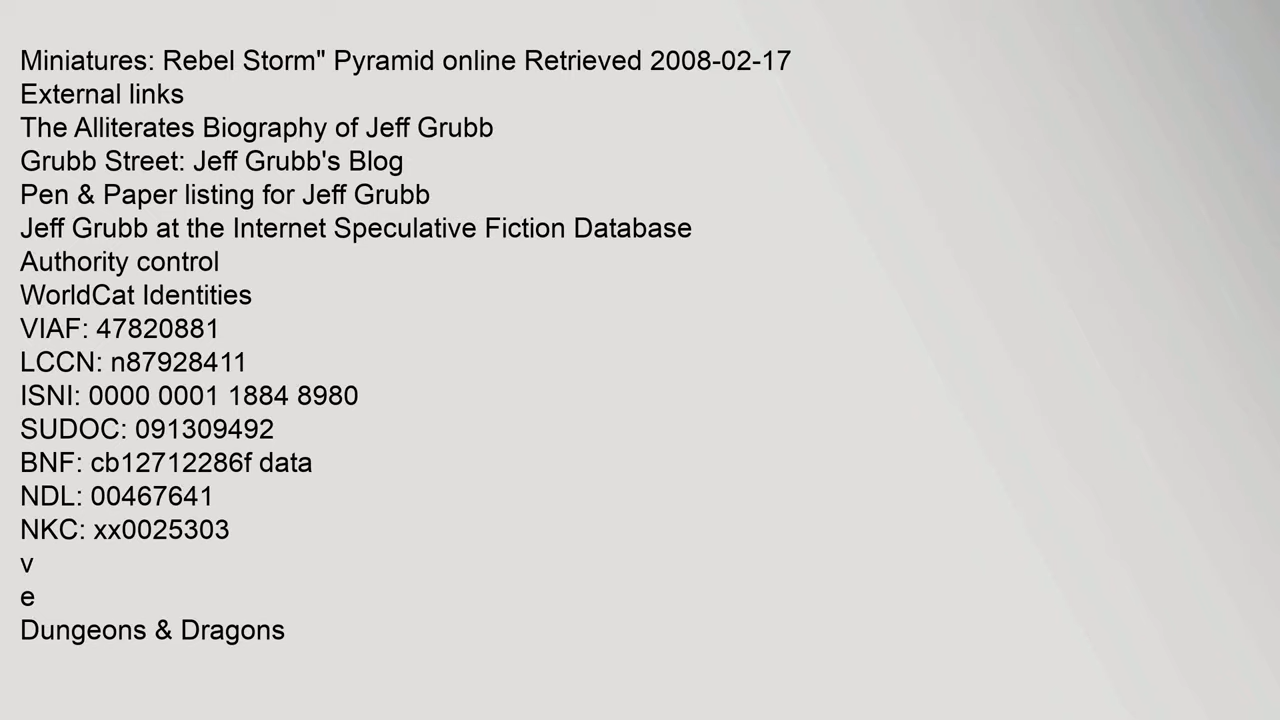 Miniatures: Rebel Storm" Pyramid online Retrieved 2008-02-17
External links
The Alliterates Biography of Jeff Grubb
Grubb Street: Jeff Grubb's Blog
Pen & Paper listing for Jeff Grubb
Jeff Grubb at the Internet Speculative Fiction Database
Authority control
WorldCat Identities
VIAF: 47820881
LCCN: n87928411
ISNI: 0000 0001 1884 8980
SUDOC: 091309492
BNF: cb12712286f data
NDL: 00467641
NKC: xx0025303
v
e
Dungeons & Dragons